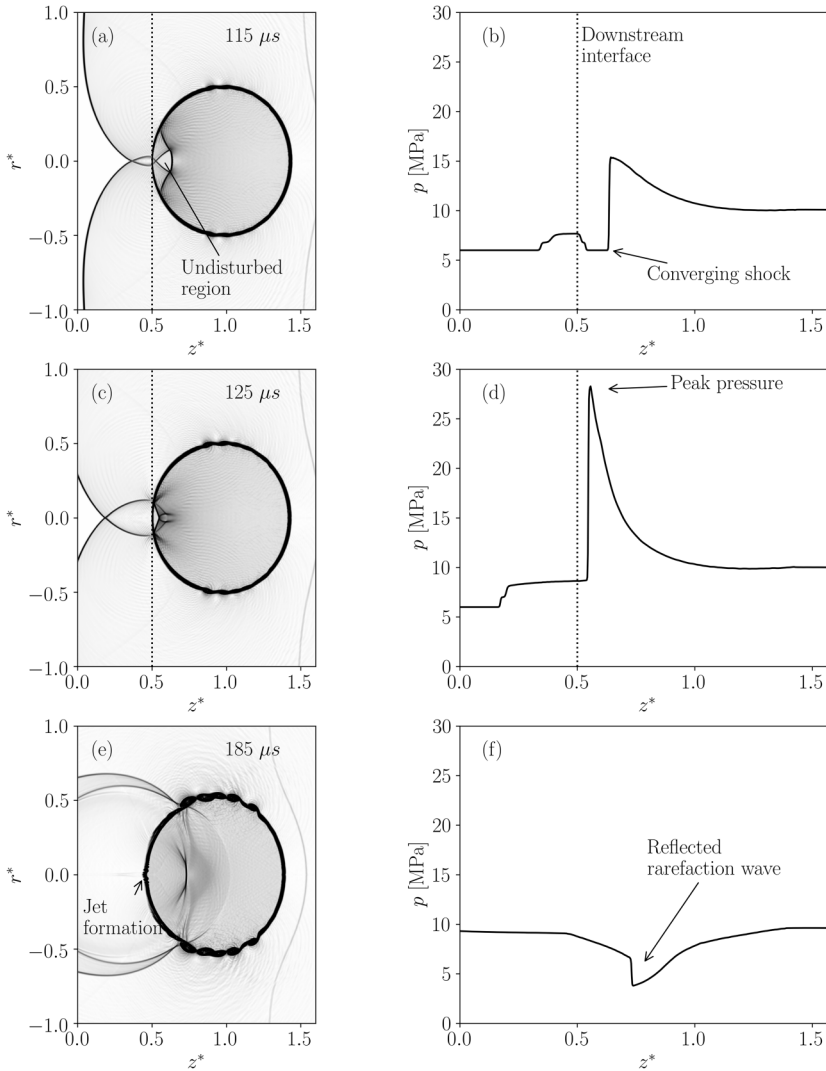 (a)
115 μs
1.0
0.5
0.0
−0.5
−1.0
r*
Undisturbed
region
0.0
0.5
1.0
1.5
z*
(b)
Downstream
interface
30
25
20
15
10
5
0
p [MPa]
Converging shock
0.0
0.5
1.0
1.5
z*
(c)
125 μs
1.0
0.5
0.0
−0.5
−1.0
r*
0.0
0.5
1.0
1.5
z*
(d)
Peak pressure
30
25
20
15
10
5
0
p [MPa]
0.0
0.5
1.0
1.5
z*
(e)
185 μs
1.0
0.5
0.0
−0.5
−1.0
r*
Jet
formation
0.0
0.5
1.0
1.5
z*
(f)
30
25
20
15
10
5
0
p [MPa]
Reflected
rarefaction wave
0.0
0.5
1.0
1.5
z*